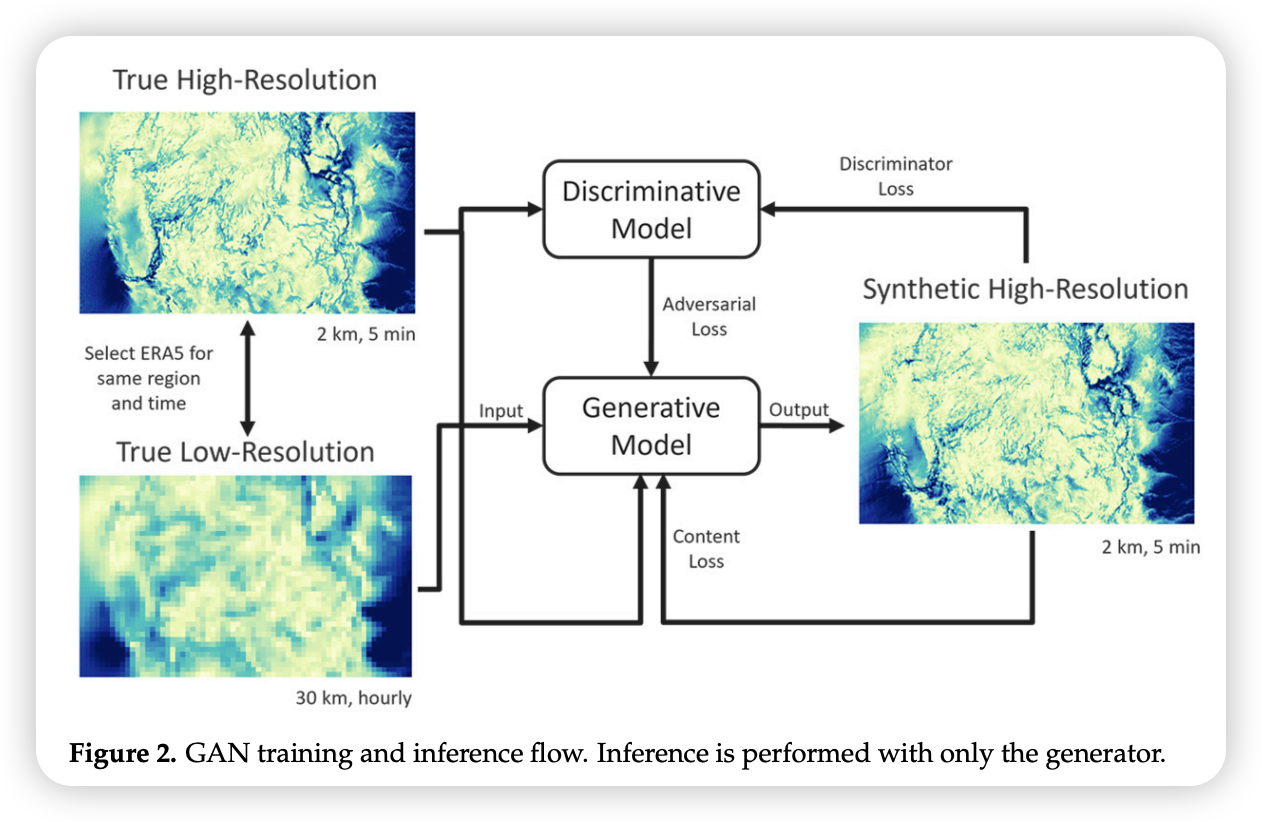 True High-Resolution
2 km, 5 min
Select ERA5 for
same region
and time
True Low-Resolution
30 km, hourly
Discriminative
Model
Discriminator
Loss
Adversarial
Loss
Input
Generative
Model
Output
Content
Loss
Synthetic High-Resolution
2 km, 5 min
Figure 2. GAN training and inference flow. Inference is performed with only the generator.